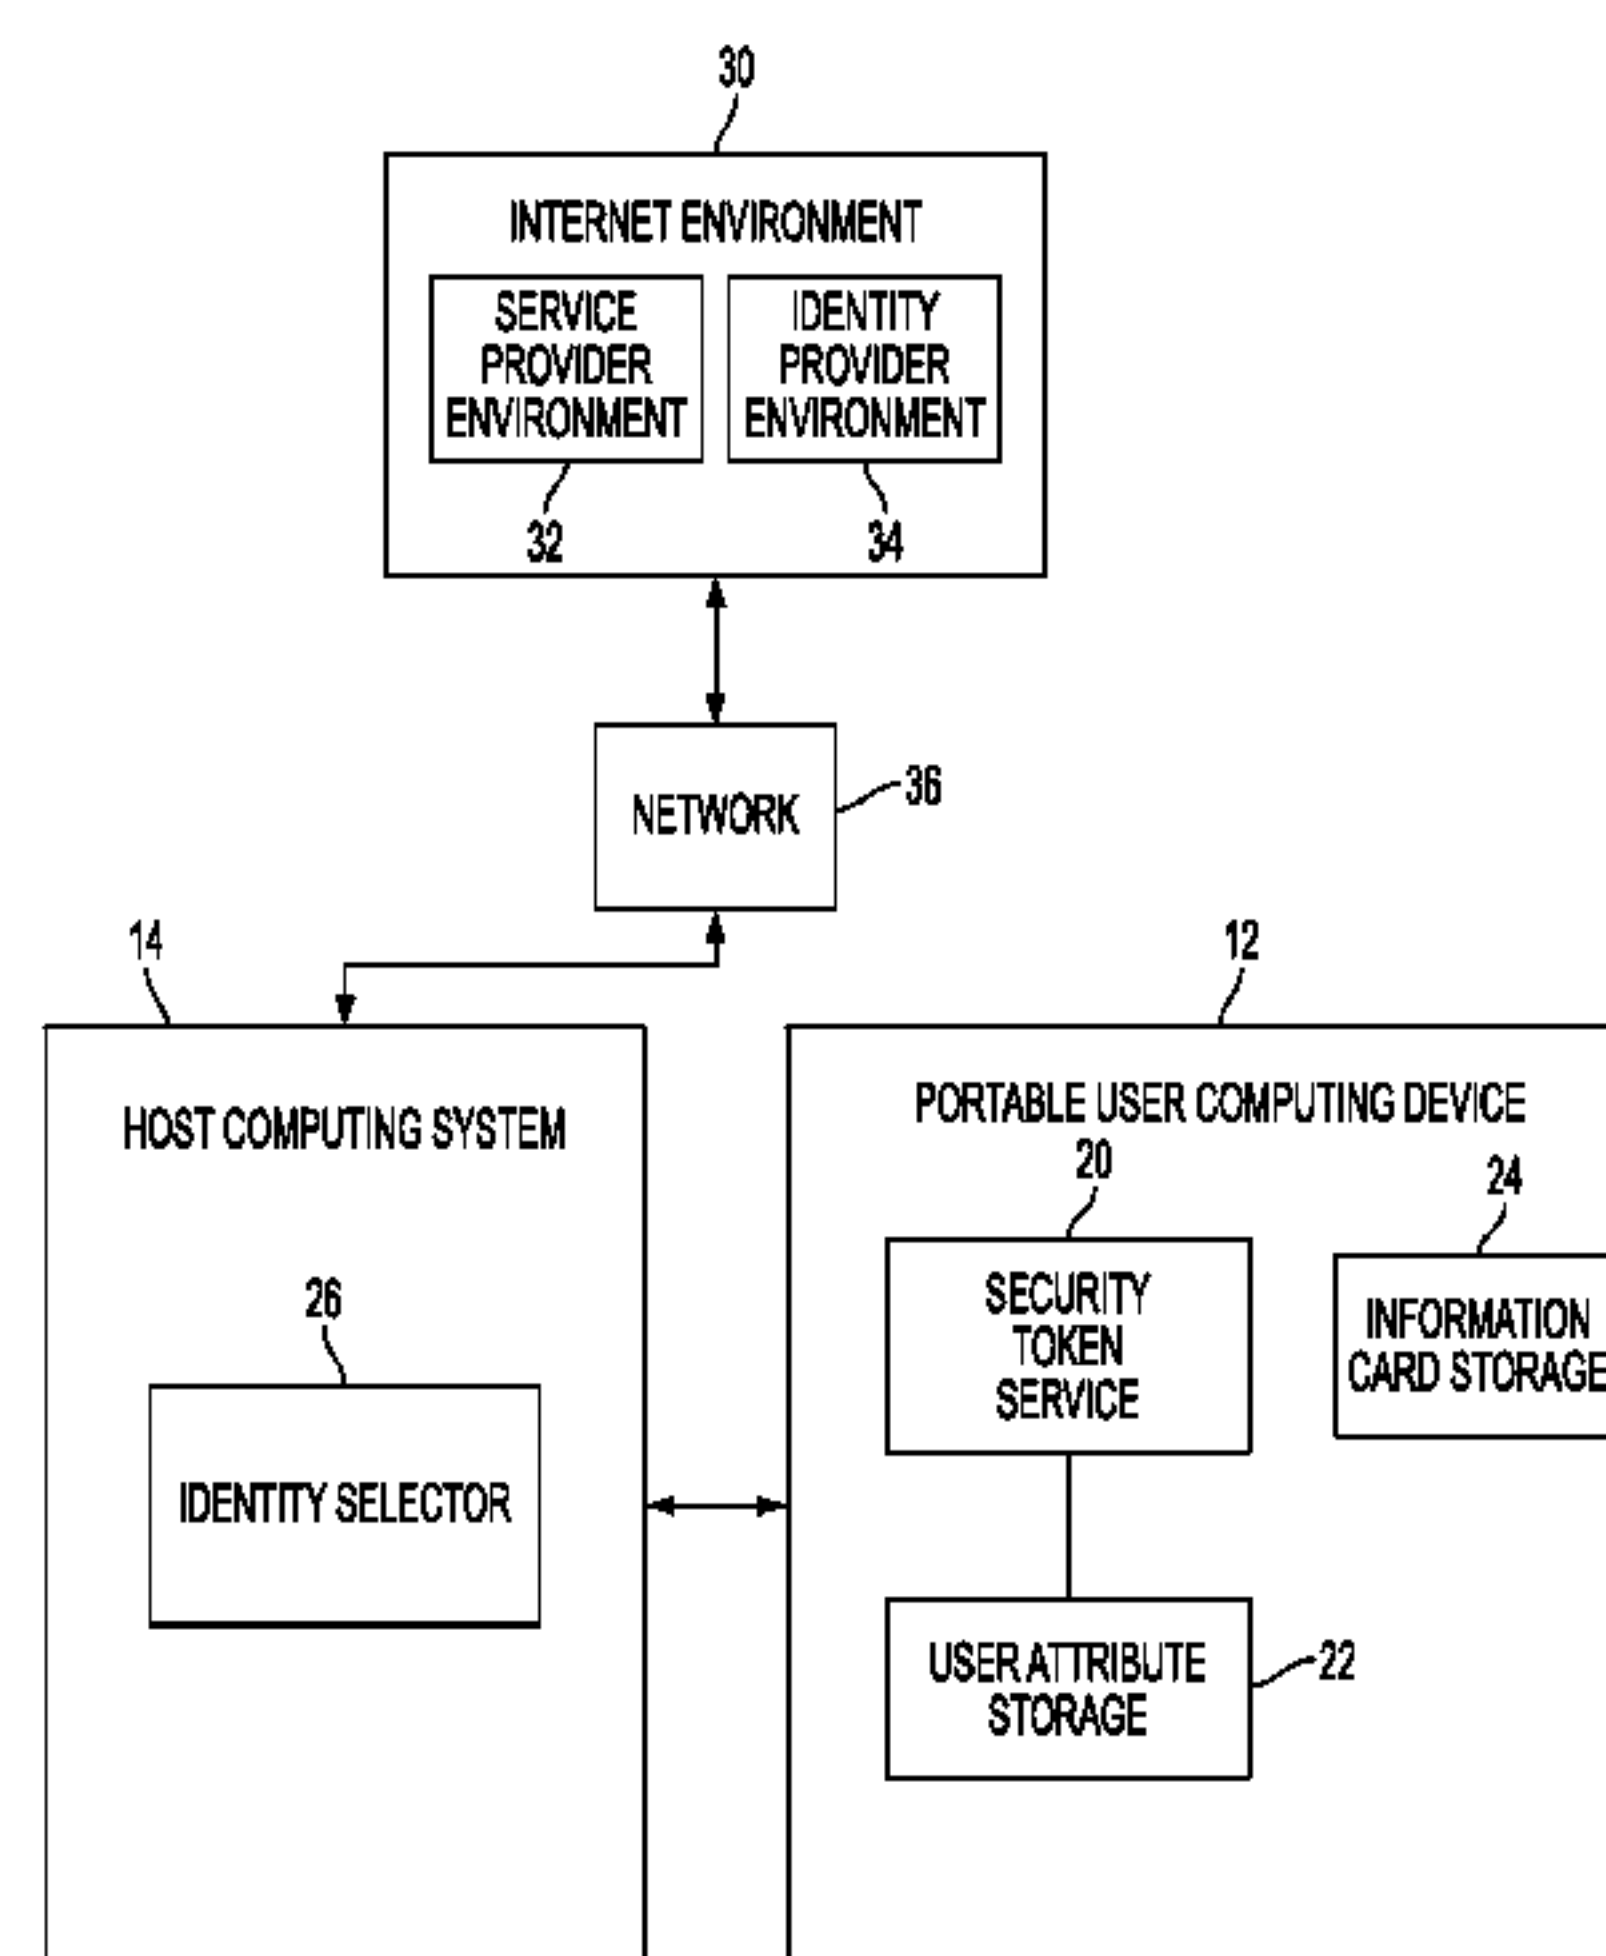 30
INTERNET ENVIRONMENT
SERVICE
PROVIDER
ENVIRONMENT
IDENTITY
PROVIDER
ENVIRONMENT
32
34
NETWORK
36
14
12
HOST COMPUTING SYSTEM
26
IDENTITY SELECTOR
PORTABLE USER COMPUTING DEVICE
20
24
SECURITY
TOKEN
SERVICE
INFORMATION
CARD STORAGE
USER ATTRIBUTE
STORAGE
22